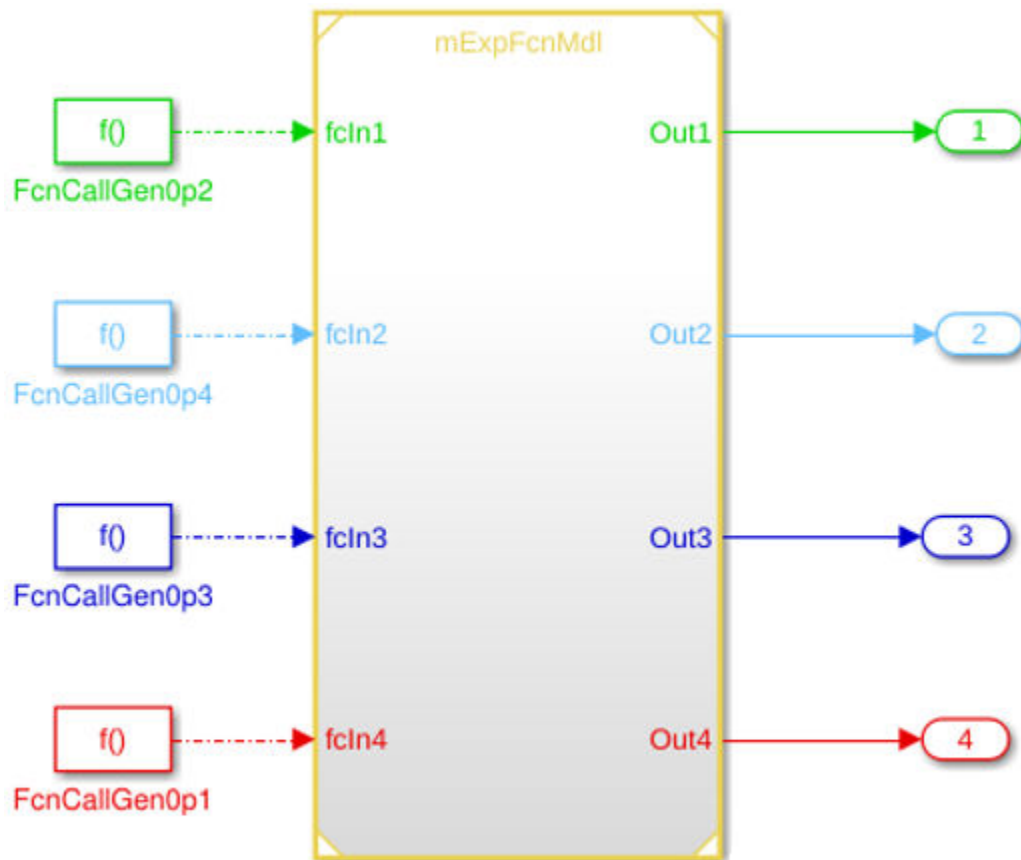 mExpFcnMdl
f()
fcIn1
Out1
1
FcnCallGen0p2
f()
fcIn2
Out2
2
FcnCallGen0p4
f()
fcIn3
Out3
3
FcnCallGen0p3
f()
fcIn4
Out4
4
FcnCallGen0p1